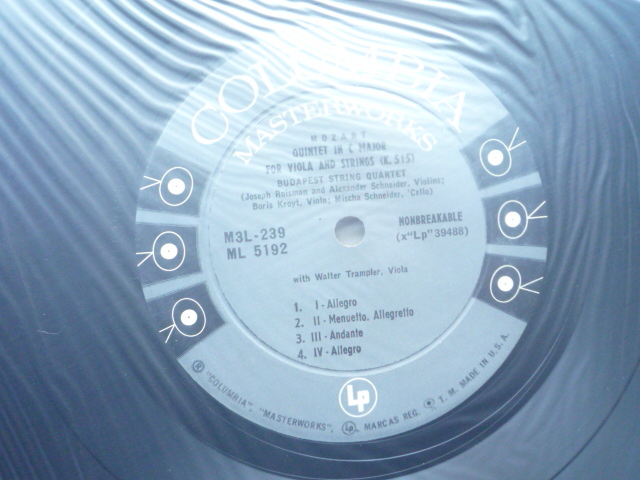 COLUMBIA
MASTERWORKS
MOZART
QUINTET IN C MAJOR
FOR VIOLA AND STRINGS (K. 515)
BUDAPEST STRING QUARTET
(Joseph Roisman and Alexander Schneider, Violins;
Boris Kroyt, Viola; Mischa Schneider, 'Cello)
M3L-239
ML 5192
NONBREAKABLE
(x"Lp"39488)
with Walter Trampler, Viola
1. I - Allegro
2. II - Menuetto. Allegretto
3. III - Andante
4. IV - Allegro
Lp
® "COLUMBIA", "MASTERWORKS", Lp, MARCAS REG. T. M. MADE IN U. S. A.